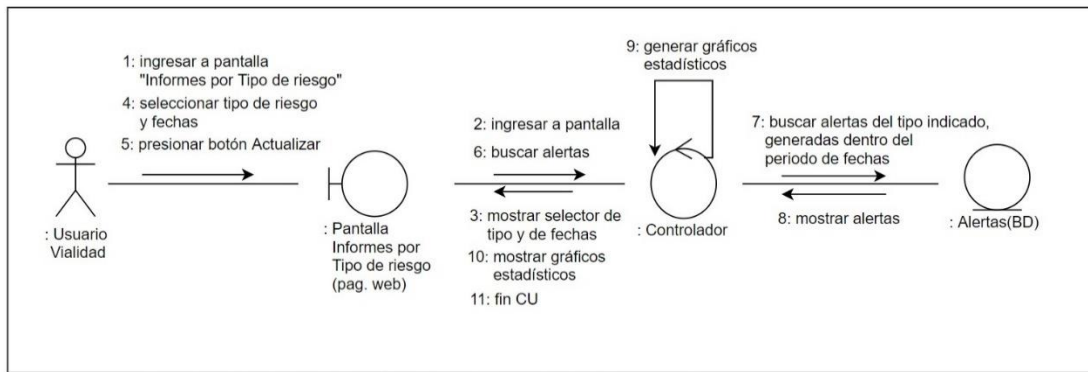 1: ingresar a pantalla
"Informes por Tipo de riesgo"
4: seleccionar tipo de riesgo
y fechas
5: presionar botón Actualizar
: Usuario
Vialidad
: Pantalla
Informes por
Tipo de riesgo
(pag. web)
2: ingresar a pantalla
6: buscar alertas
3: mostrar selector de
tipo y de fechas
10: mostrar gráficos
estadísticos
11: fin CU
9: generar gráficos
estadísticos
: Controlador
7: buscar alertas del tipo indicado,
generadas dentro del
periodo de fechas
8: mostrar alertas
: Alertas(BD)